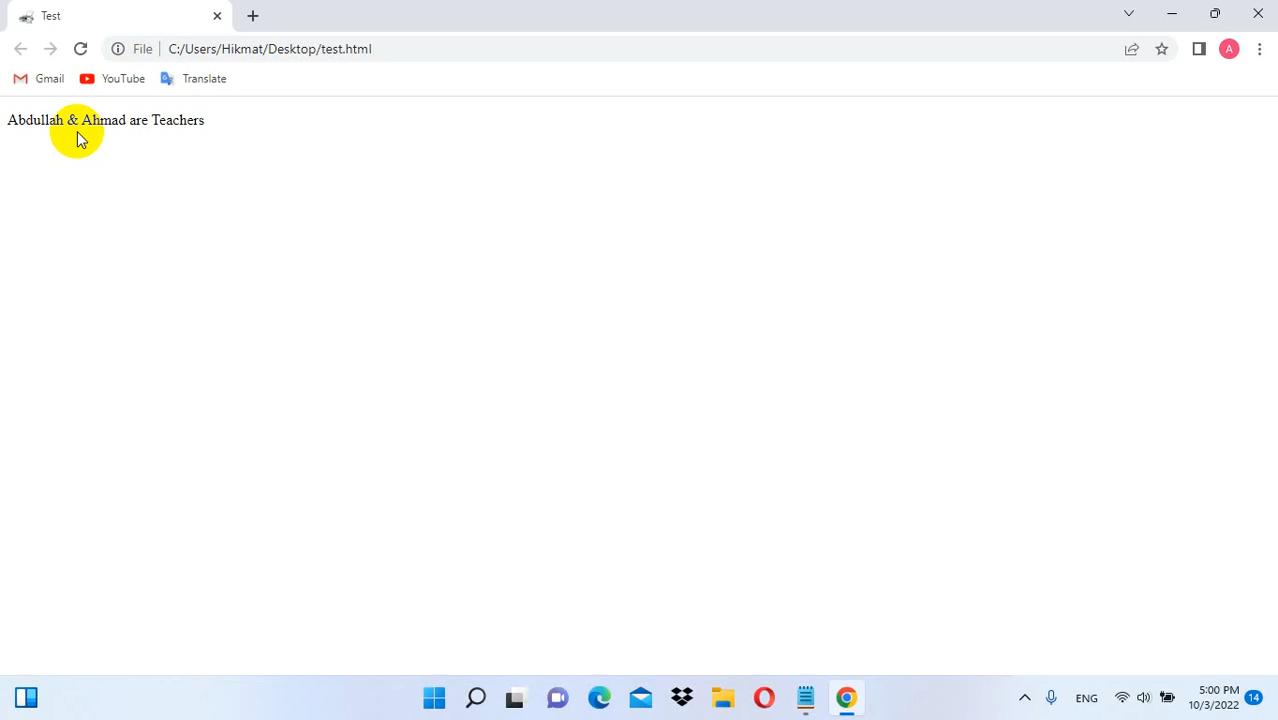 Test
File
C:/Users/Hikmat/Desktop/test.html
A
Gmail
YouTube
Translate
Abdullah & Ahmad are Teachers
ENG
5:00 PM
10/3/2022
14